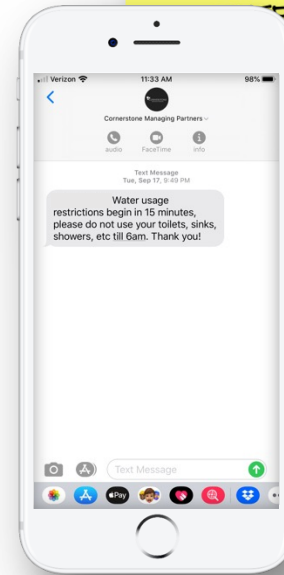 Verizon 11:33 AM 98%
Cornerstone Managing Partners
audio FaceTime info
Text Message
Tue, Sep 17, 9:49 PM
Water usage
restrictions begin in 15 minutes,
please do not use your toilets, sinks,
showers, etc till 6am. Thank you!
Text Message
Pay